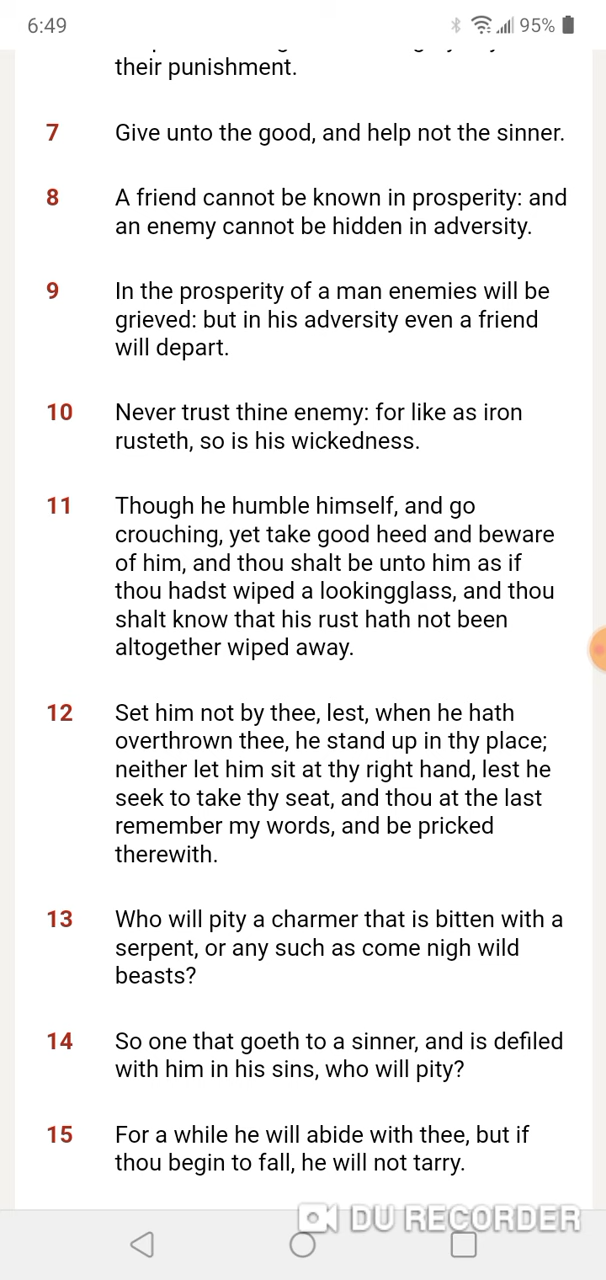 6:49 95%
their punishment.
7 Give unto the good, and help not the sinner.
8 A friend cannot be known in prosperity: and
an enemy cannot be hidden in adversity.
9 In the prosperity of a man enemies will be
grieved: but in his adversity even a friend
will depart.
10 Never trust thine enemy: for like as iron
rusteth, so is his wickedness.
11 Though he humble himself, and go
crouching, yet take good heed and beware
of him, and thou shalt be unto him as if
thou hadst wiped a lookingglass, and thou
shalt know that his rust hath not been
altogether wiped away.
12 Set him not by thee, lest, when he hath
overthrown thee, he stand up in thy place;
neither let him sit at thy right hand, lest he
seek to take thy seat, and thou at the last
remember my words, and be pricked
therewith.
13 Who will pity a charmer that is bitten with a
serpent, or any such as come nigh wild
beasts?
14 So one that goeth to a sinner, and is defiled
with him in his sins, who will pity?
15 For a while he will abide with thee, but if
thou begin to fall, he will not tarry.
DU RECORDER